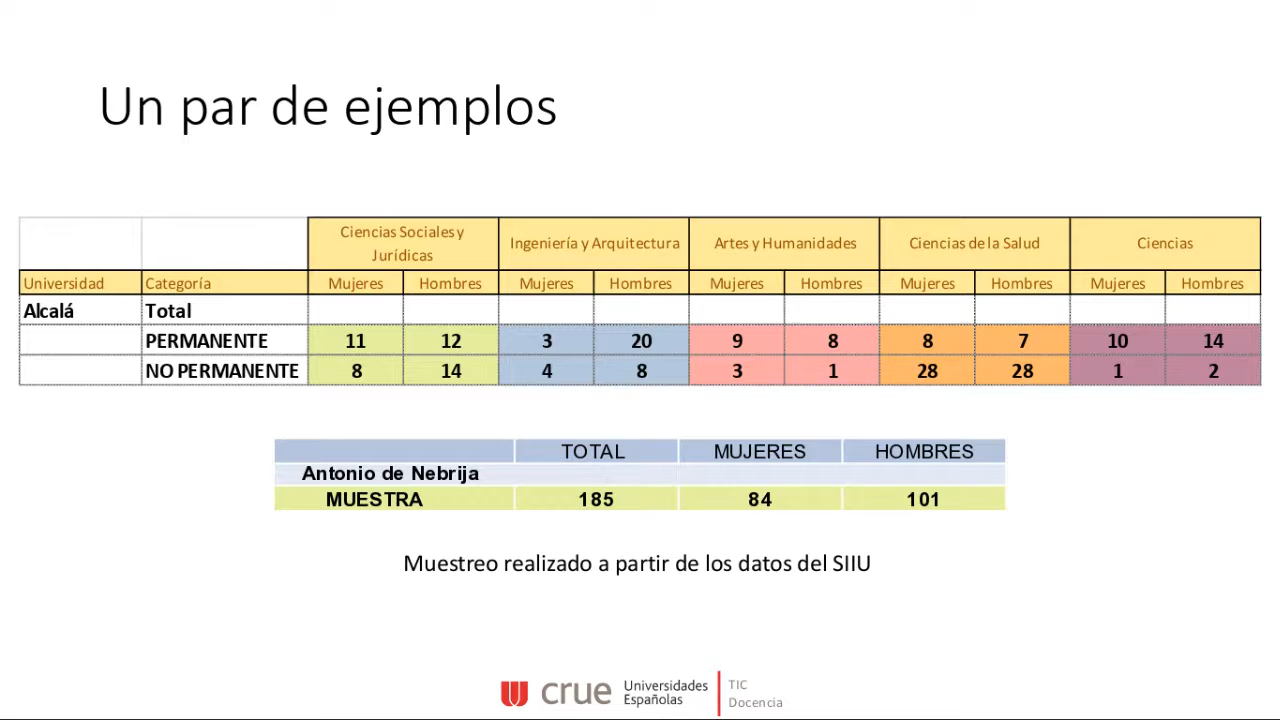 Un par de ejemplos
Ciencias Sociales y Jurídicas Ingeniería y Arquitectura Artes y Humanidades Ciencias de la Salud Ciencias
Universidad Categoría Mujeres Hombres Mujeres Hombres Mujeres Hombres Mujeres Hombres Mujeres Hombres
Alcalá Total
PERMANENTE 11 12 3 20 9 8 8 7 10 14
NO PERMANENTE 8 14 4 8 3 1 28 28 1 2
TOTAL MUJERES HOMBRES
Antonio de Nebrija
MUESTRA 185 84 101
Muestreo realizado a partir de los datos del SIIU
crue Universidades Españolas
TIC
Docencia